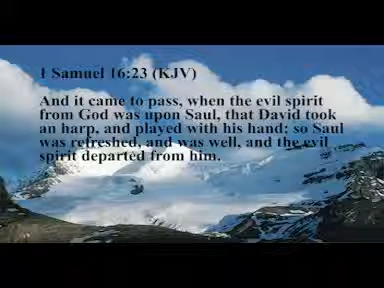 1 Samuel 16:23 (KJV)
And it came to pass, when the evil spirit
from God was upon Saul, that David took
an harp, and played with his hand: so Saul
was refreshed, and was well, and the evil
spirit departed from him.